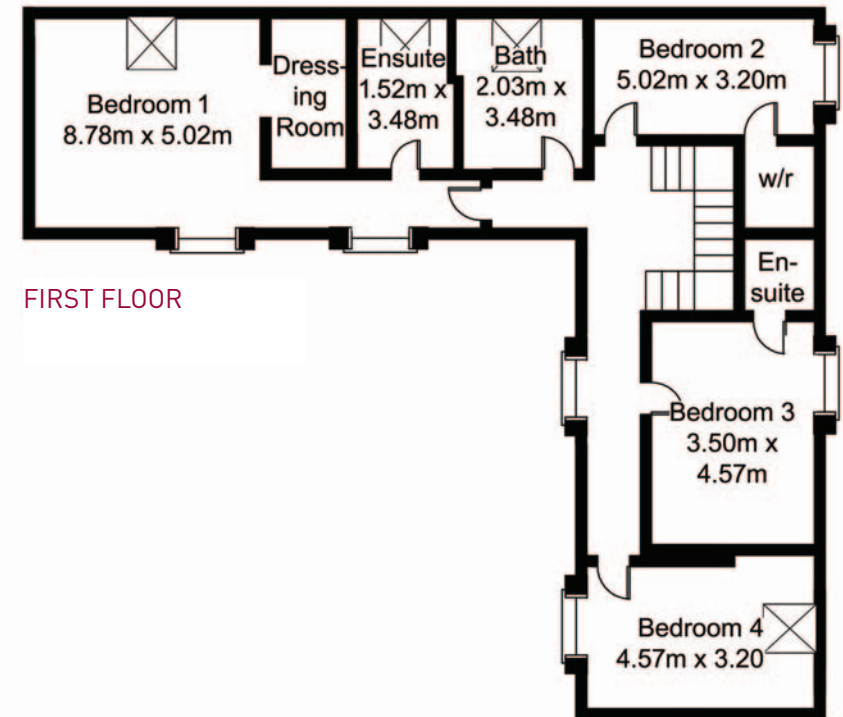 Bedroom 1
8.78m x 5.02m
Dress-
ing
Room
Ensuite
1.52m x
3.48m
Bath
2.03m x
3.48m
Bedroom 2
5.02m x 3.20m
w/r
En-
suite
FIRST FLOOR
Bedroom 3
3.50m x
4.57m
Bedroom 4
4.57m x 3.20